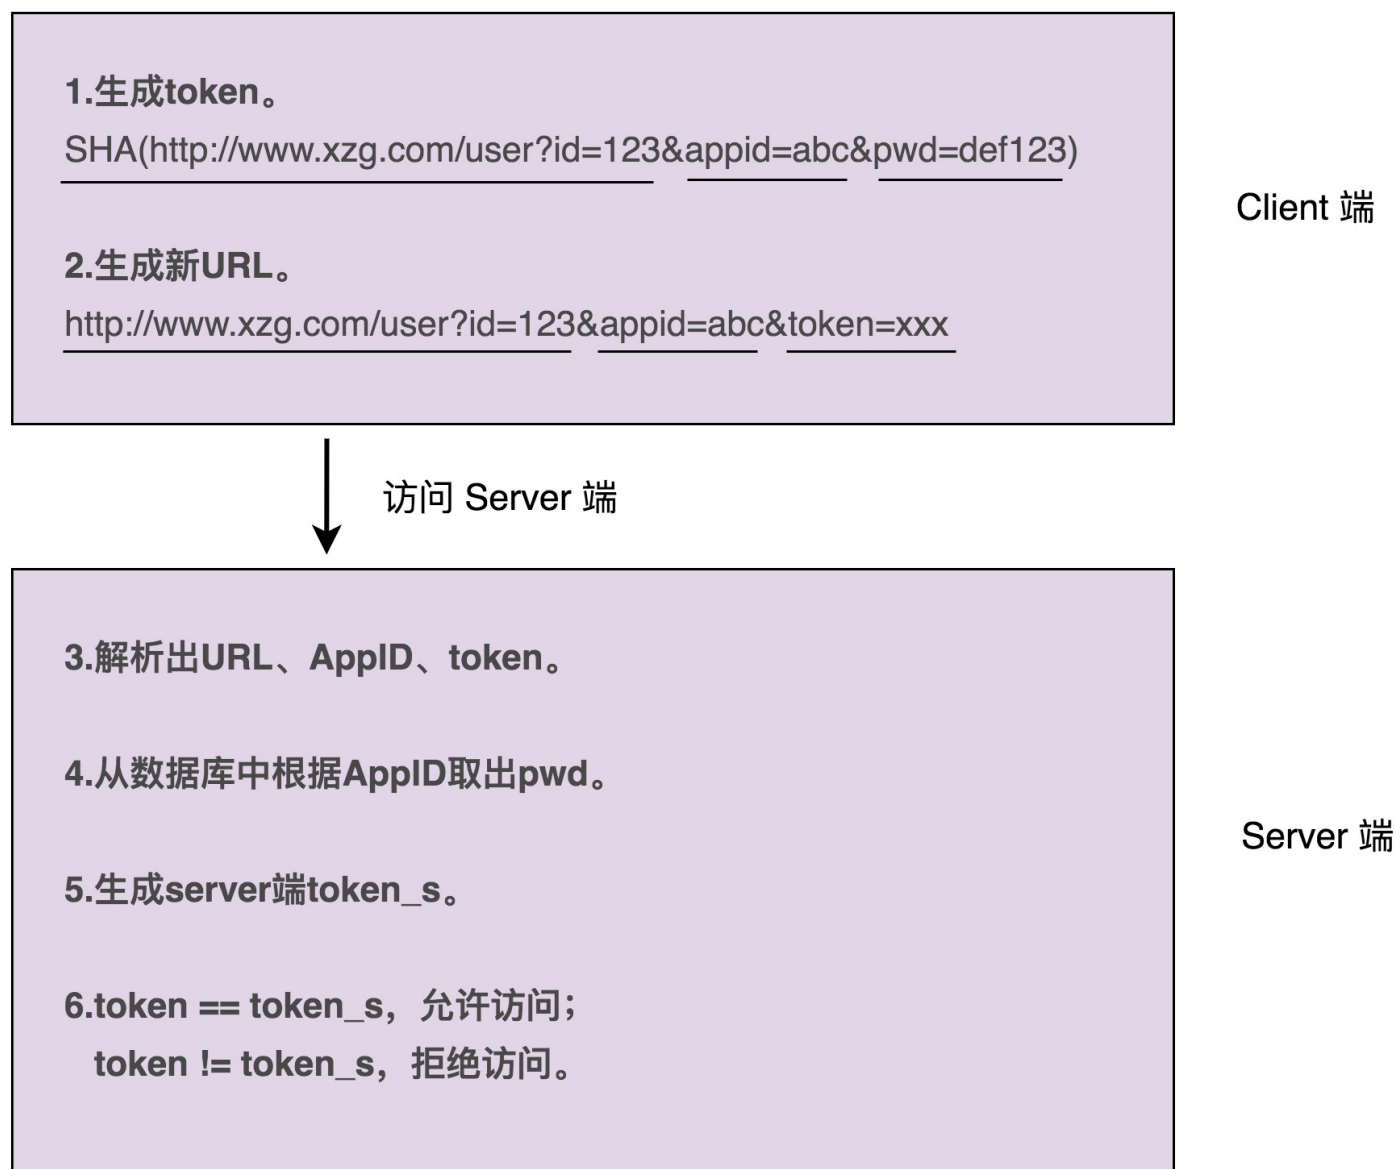 1.生成token。
SHA(http://www.xzg.com/user?id=123&appid=abc&pwd=def123)
2.生成新URL。
http://www.xzg.com/user?id=123&appid=abc&token=xxx
Client 端
访问 Server 端
3.解析出URL、AppID、token。
4.从数据库中根据AppID取出pwd。
5.生成server端token_s。
6.token == token_s，允许访问；
token != token_s，拒绝访问。
Server 端